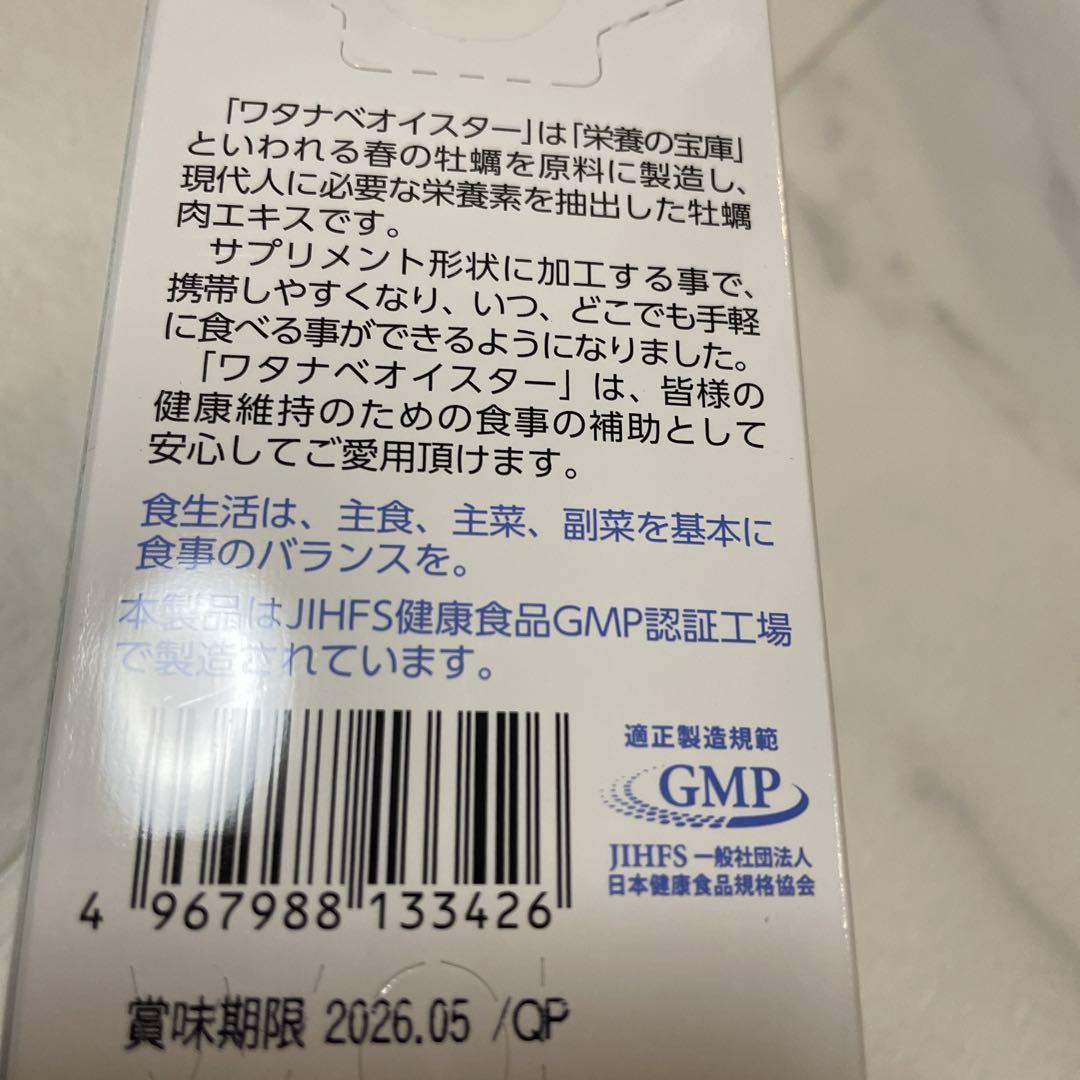 「ワタナベオイスター」は「栄養の宝庫」
といわれる春の牡蠣を原料に製造し、
現代人に必要な栄養素を抽出した牡蠣
肉エキスです。
サプリメント形状に加工する事で、
携帯しやすくなり、いつ、どこでも手軽
に食べる事ができるようになりました。
「ワタナベオイスター」は、皆様の
健康維持のための食事の補助として
安心してご愛用頂けます。
食生活は、主食、主菜、副菜を基本に
食事のバランスを。
本製品はJIHFS健康食品GMP認証工場
で製造されています。
適正製造規範
GMP
JIHFS 一般社団法人
日本健康食品規格協会
4 967988 133426
賞味期限 2026.05 /QP